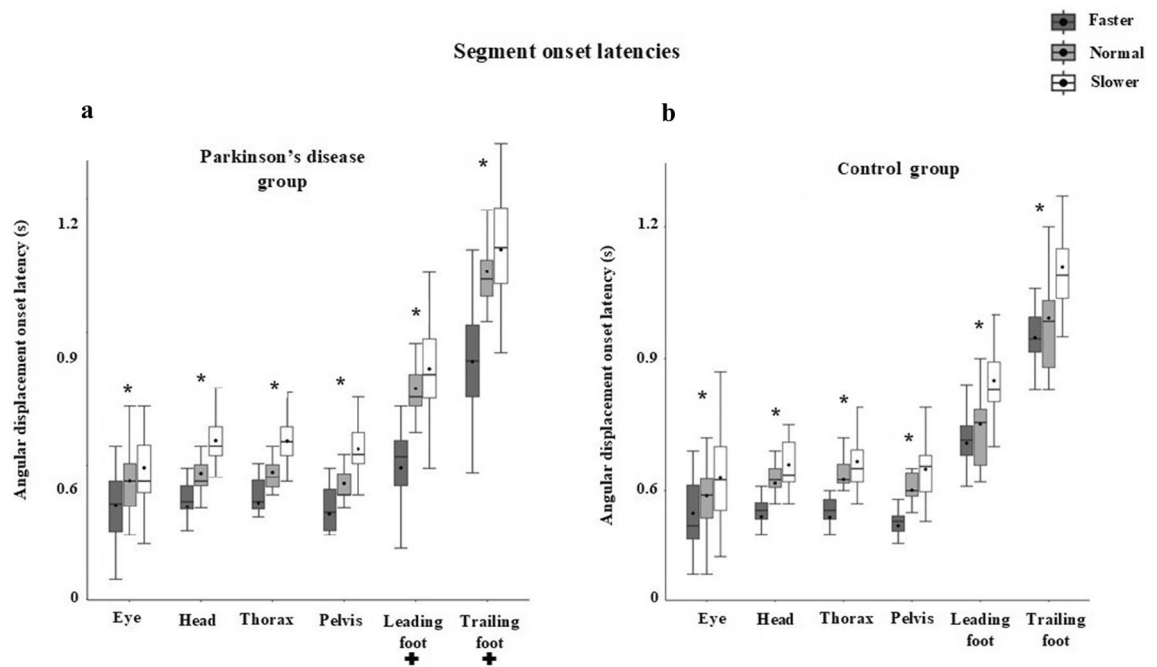 Faster
Normal
Slower
Segment onset latencies
a
Parkinson's disease
group
Angular displacement onset latency (s)
1.2
0.9
0.6
0
*
*
*
*
*
*
Eye
Head
Thorax
Pelvis
Leading
foot
✚
Trailing
foot
✚
b
Control group
Angular displacement onset latency (s)
1.2
0.9
0.6
0
*
*
*
*
*
*
Eye
Head
Thorax
Pelvis
Leading
foot
Trailing
foot